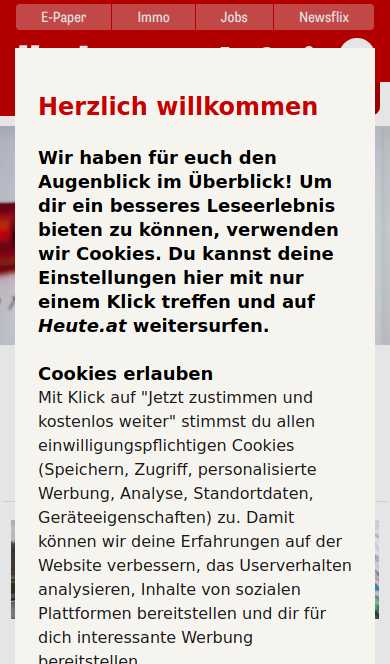 E-Paper
Immo
Jobs
Newsflix
Herzlich willkommen
Wir haben für euch den
Augenblick im Überblick! Um
dir ein besseres Leseerlebnis
bieten zu können, verwenden
wir Cookies. Du kannst deine
Einstellungen hier mit nur
einem Klick treffen und auf
Heute.at weitersurfen.
Cookies erlauben
Mit Klick auf "Jetzt zustimmen und
kostenlos weiter" stimmst du allen
einwilligungspflichtigen Cookies
(Speichern, Zugriff, personalisierte
Werbung, Analyse, Standortdaten,
Geräteeigenschaften) zu. Damit
können wir deine Erfahrungen auf der
Website verbessern, das Userverhalten
analysieren, Inhalte von sozialen
Plattformen bereitstellen und dir für
dich interessante Werbung
bereitstellen